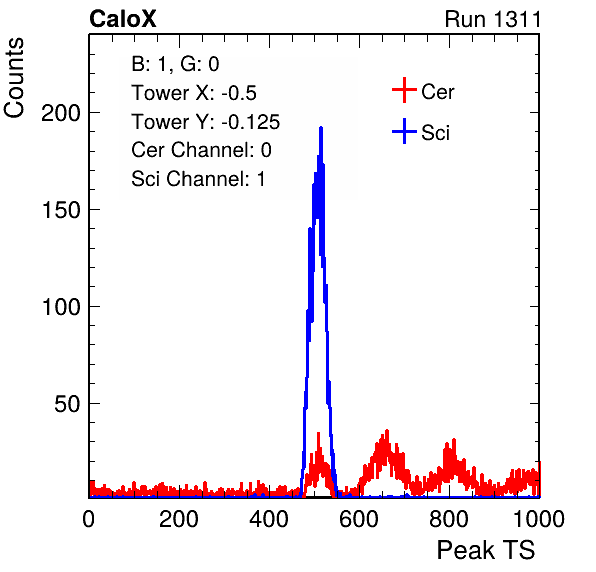 CaloX Run 1311
Counts
B: 1, G: 0
Tower X: -0.5
Tower Y: -0.125
Cer Channel: 0
Sci Channel: 1
Cer
Sci
200
150
100
50
0 200 400 600 800 1000
Peak TS